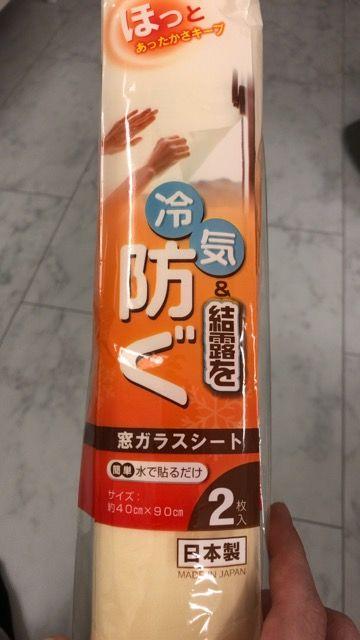 ほっと
あったかさキープ
冷気
&
結露を
防ぐ
窓ガラスシート
簡単 水で貼るだけ
サイズ：
約40cm×90cm
2枚入
日本製
MADE IN JAPAN